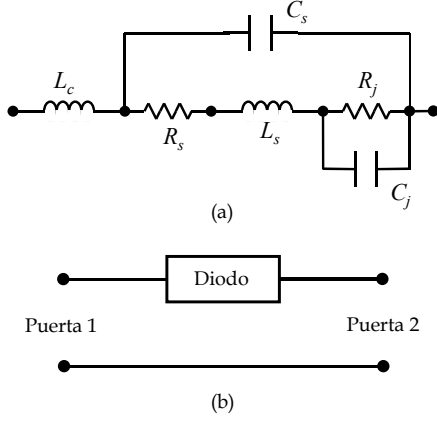 C_s
L_c
R_j
R_s
L_s
C_j
(a)
Diodo
Puerta 1
Puerta 2
(b)